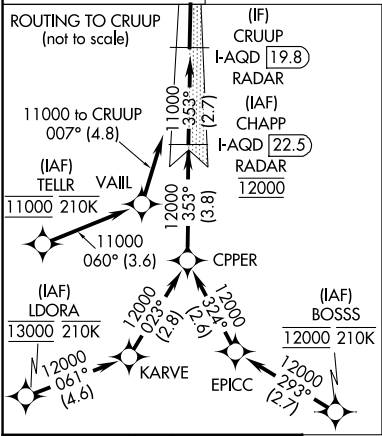 ROUTING TO CRUUP
(not to scale)
(IF)
CRUUP
I-AQD 19.8
RADAR
(IAF)
CHAPP
I-AQD 22.5
RADAR
12000
11000
353°
(2.7)
11000 to CRUUP
007° (4.8)
(IAF)
TELLR
11000 210K
VAIIL
11000
060° (3.6)
12000
353°
(3.8)
CPPER
(IAF)
LDORA
13000 210K
12000
023°
(2.8)
12000
324°
(2.6)
(IAF)
BOSSS
12000 210K
12000
061°
(4.6)
KARVE
EPICC
12000
293°
(2.7)